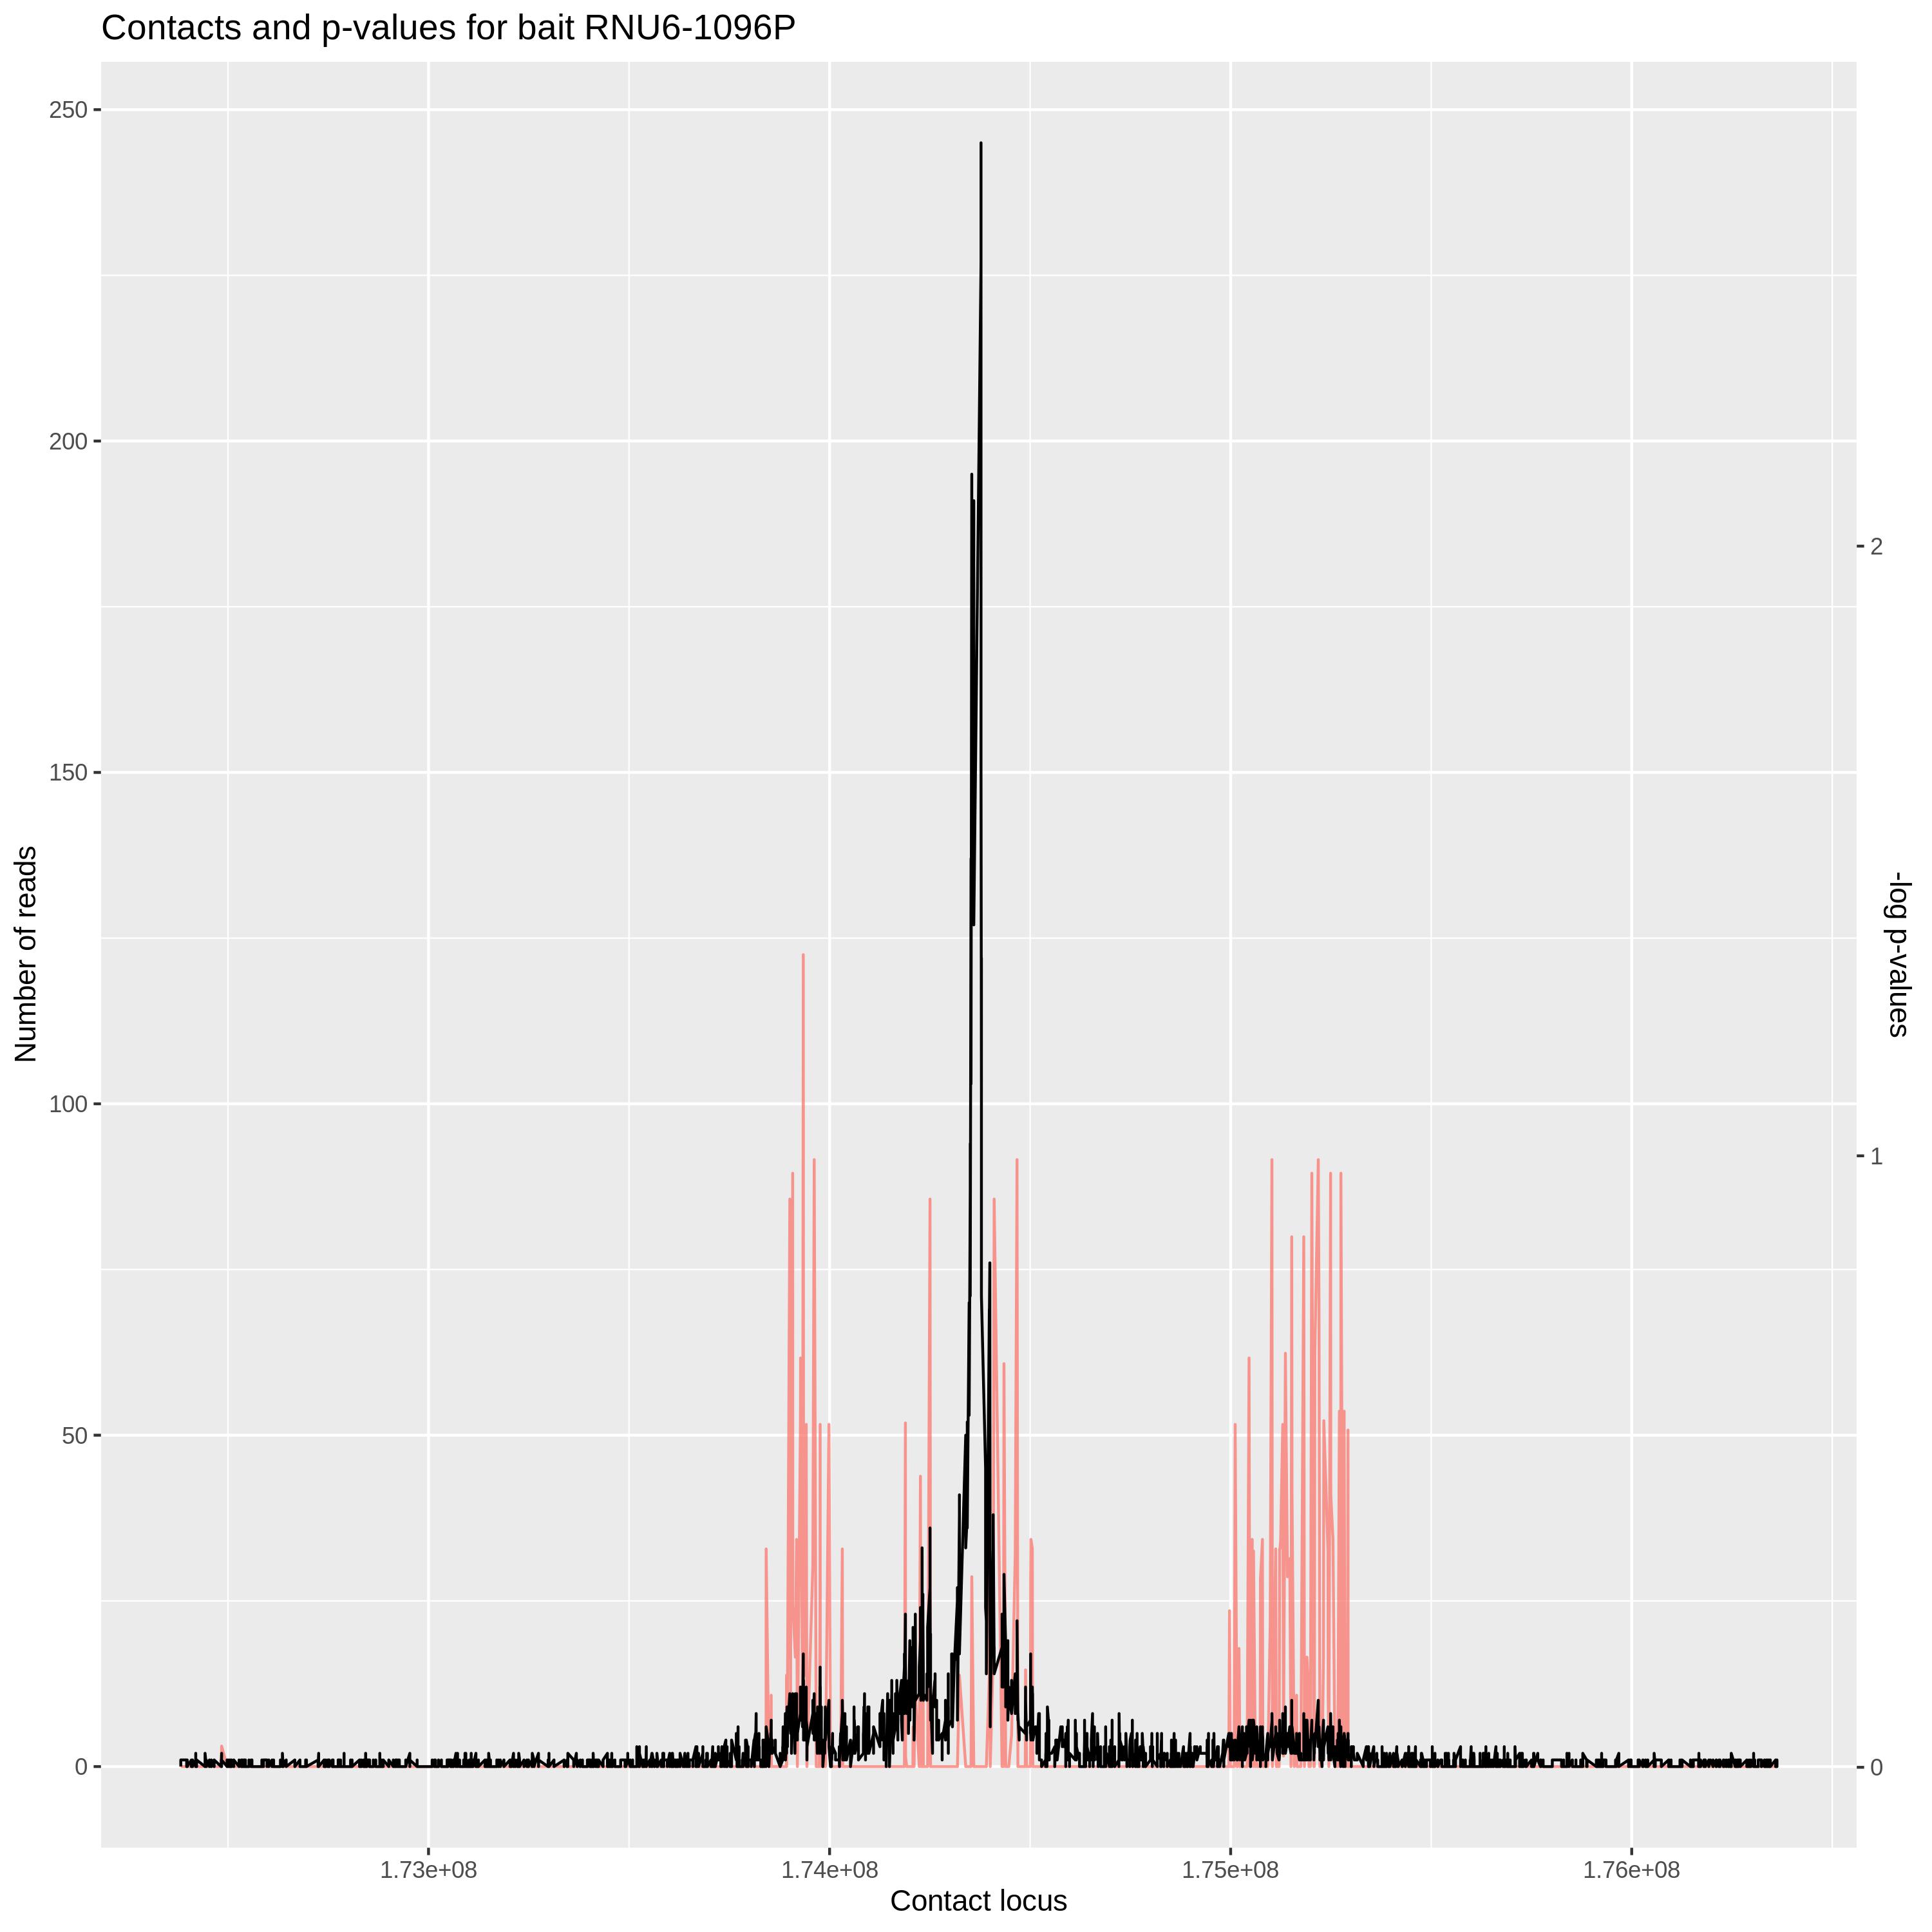 Contacts and p-values for bait RNU6-1096P
250
200
150
100
50
0
Number of reads
2
1
0
-log p-values
1.73e+08
1.74e+08
1.75e+08
1.76e+08
Contact locus